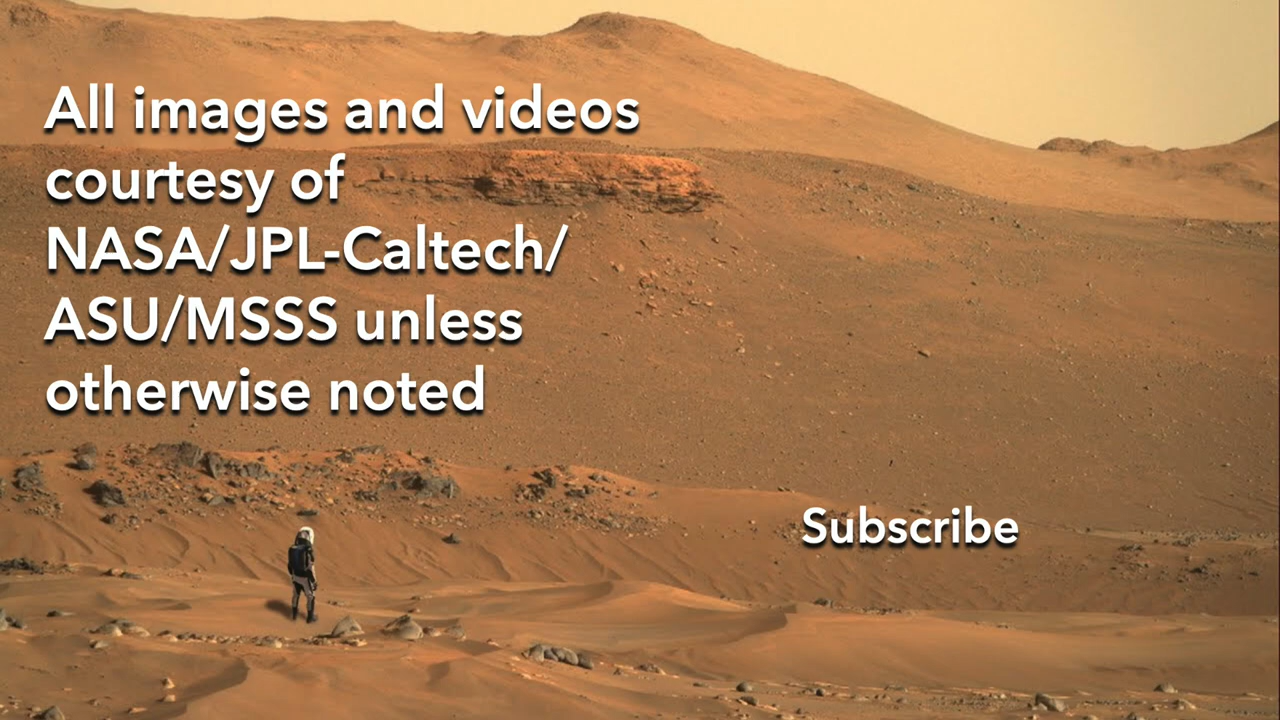 All images and videos
courtesy of
NASA/JPL-Caltech/
ASU/MSSS unless
otherwise noted
Subscribe